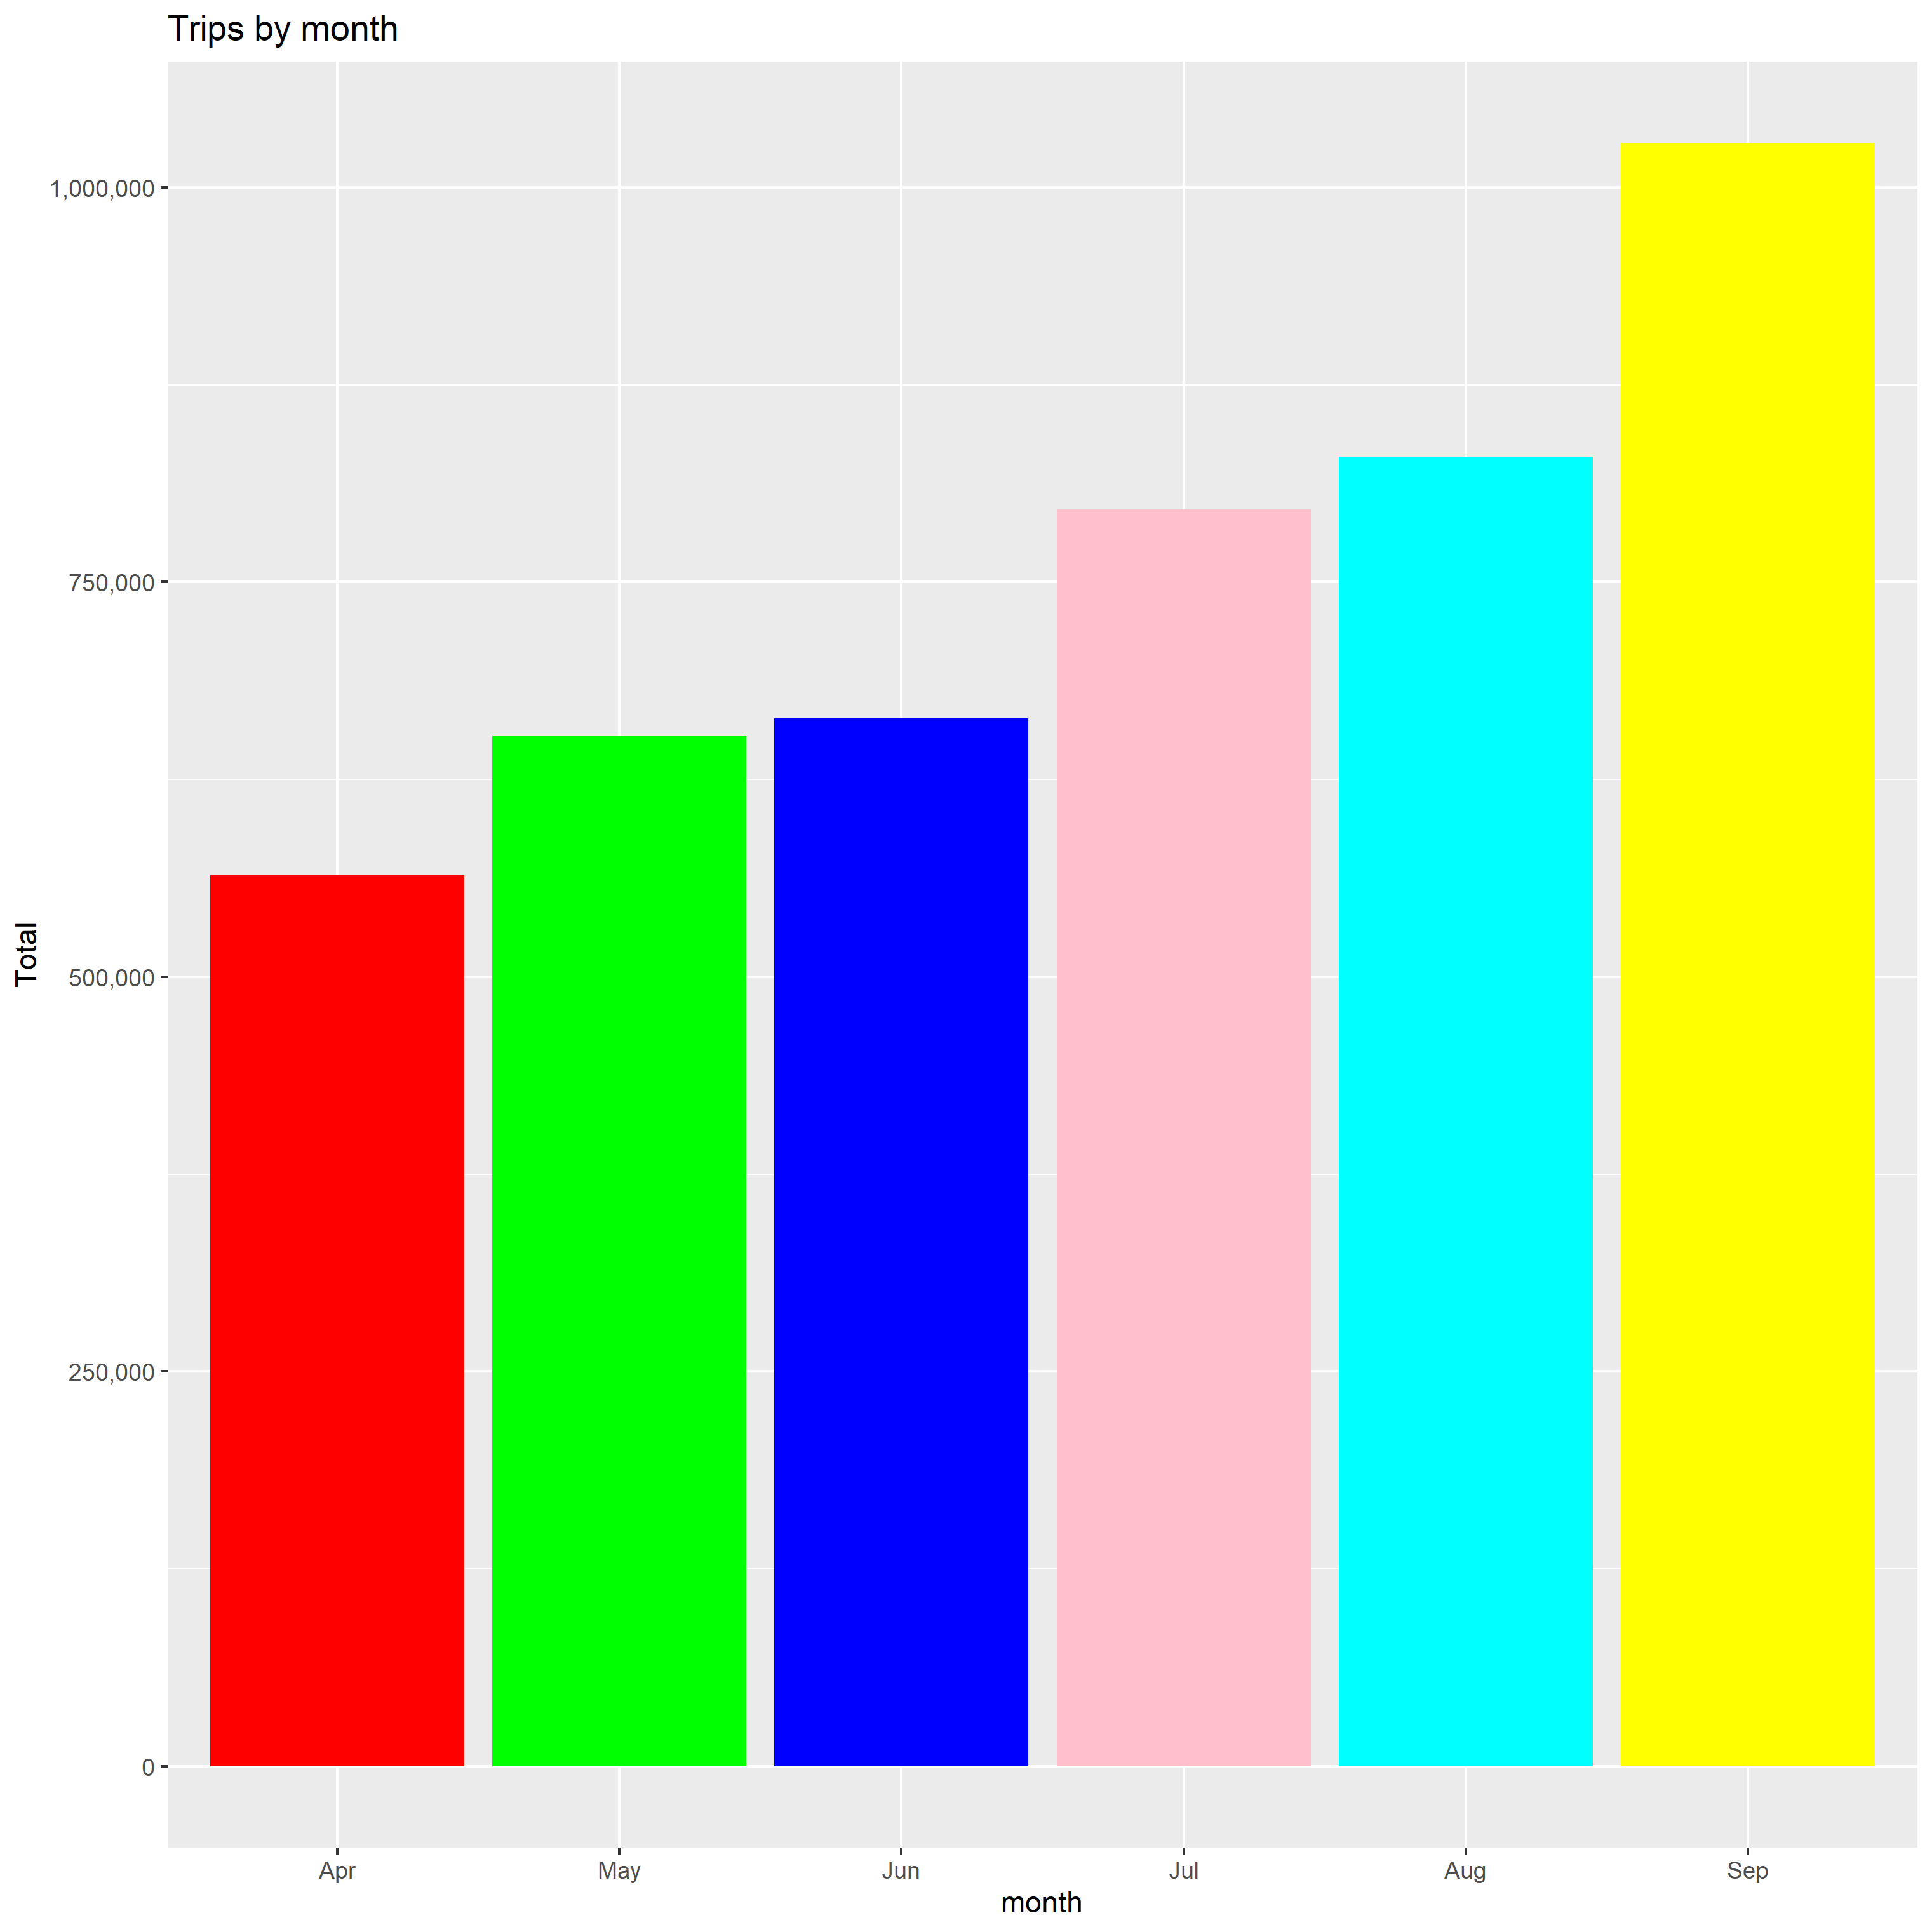 Trips by month
1,000,000
750,000
500,000
250,000
0
Total
Apr May Jun Jul Aug Sep
month